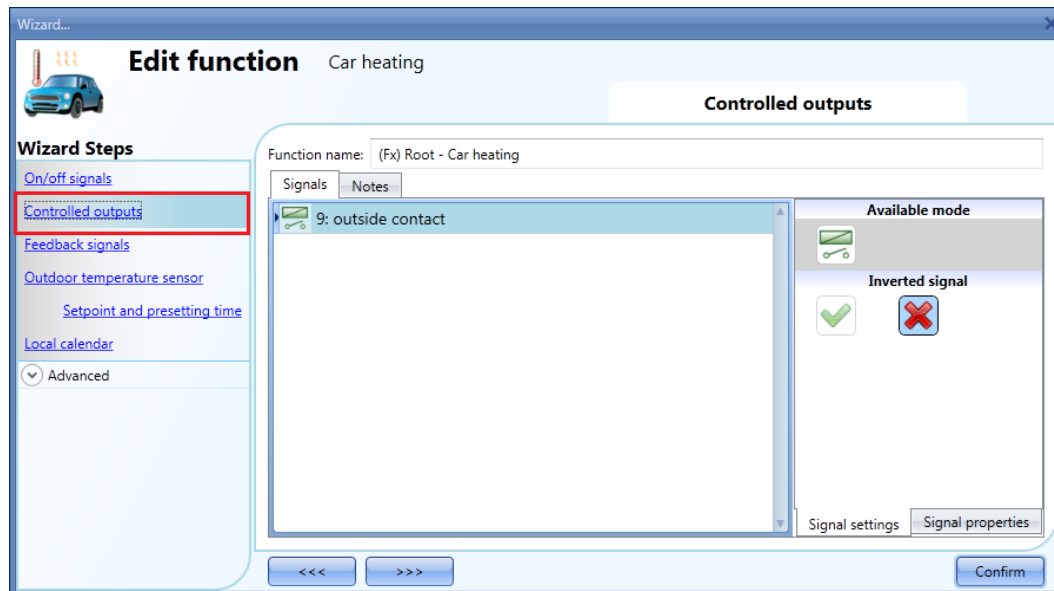 Wizard...
Edit function Car heating
Controlled outputs
Wizard Steps
On/off signals
Controlled outputs
Feedback signals
Outdoor temperature sensor
Setpoint and presetting time
Local calendar
Advanced
Function name: (Fx) Root - Car heating
Signals Notes
9: outside contact
Available mode
Inverted signal
Signal settings Signal properties
<<< >>> Confirm